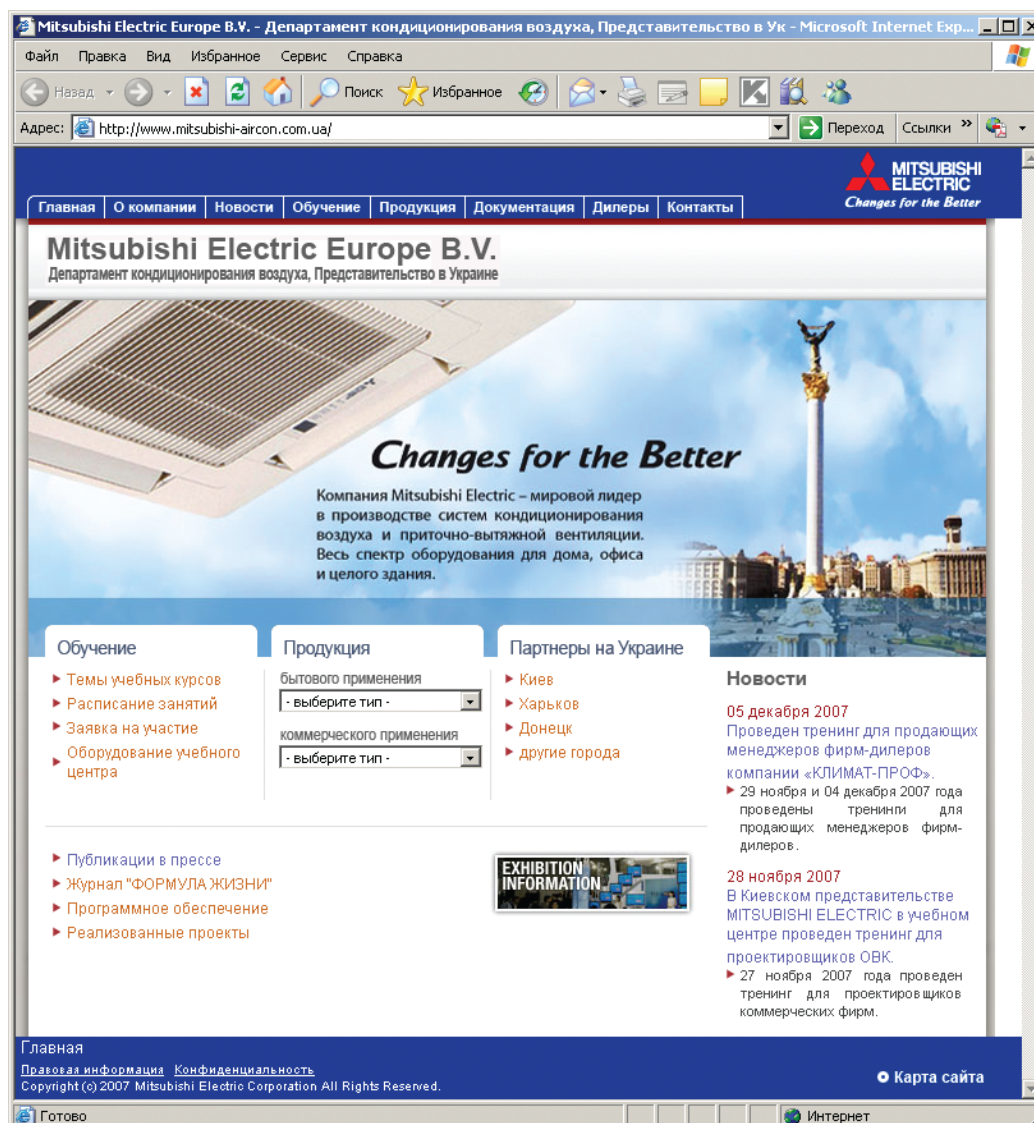 Mitsubishi Electric Europe B.V. - Департамент кондиционирования воздуха, Представительство в Ук - Microsoft Internet Exp...
Файл Правка Вид Избранное Сервис Справка
Назад Поиск Избранное
Адрес: http://www.mitsubishi-aircon.com.ua/ Переход Ссылки »
MITSUBISHI
ELECTRIC
Changes for the Better
Главная О компании Новости Обучение Продукция Документация Дилеры Контакты
Mitsubishi Electric Europe B.V.
Департамент кондиционирования воздуха, Представительство в Украине
Changes for the Better
Компания Mitsubishi Electric – мировой лидер
в производстве систем кондиционирования
воздуха и приточно-вытяжной вентиляции.
Весь спектр оборудования для дома, офиса
и целого здания.
Обучение
Темы учебных курсов
Расписание занятий
Заявка на участие
Оборудование учебного
центра
Продукция
бытового применения
- выберите тип -
коммерческого применения
- выберите тип -
Партнеры на Украине
Киев
Харьков
Донецк
другие города
Публикации в прессе
Журнал "ФОРМУЛА ЖИЗНИ"
Программное обеспечение
Реализованные проекты
EXHIBITION
INFORMATION
Новости
05 декабря 2007
Проведен тренинг для продающих
менеджеров фирм-дилеров
компании «КЛИМАТ-ПРОФ».
29 ноября и 04 декабря 2007 года
проведены тренинги для
продающих менеджеров фирм-
дилеров.
28 ноября 2007
В Киевском представительстве
MITSUBISHI ELECTRIC в учебном
центре проведен тренинг для
проектировщиков ОВК.
27 ноября 2007 года проведен
тренинг для проектировщиков
коммерческих фирм.
Главная
Правовая информация Конфиденциальность
Copyright (c) 2007 Mitsubishi Electric Corporation All Rights Reserved.
Карта сайта
Готово Интернет